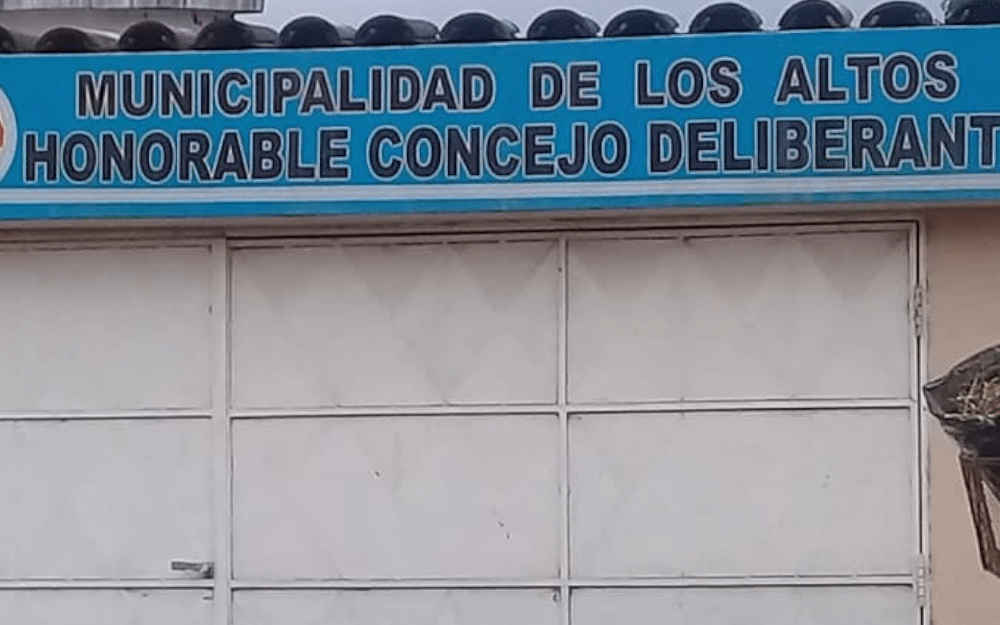 MUNICIPALIDAD DE LOS ALTOS
HONORABLE CONCEJO DELIBERANT